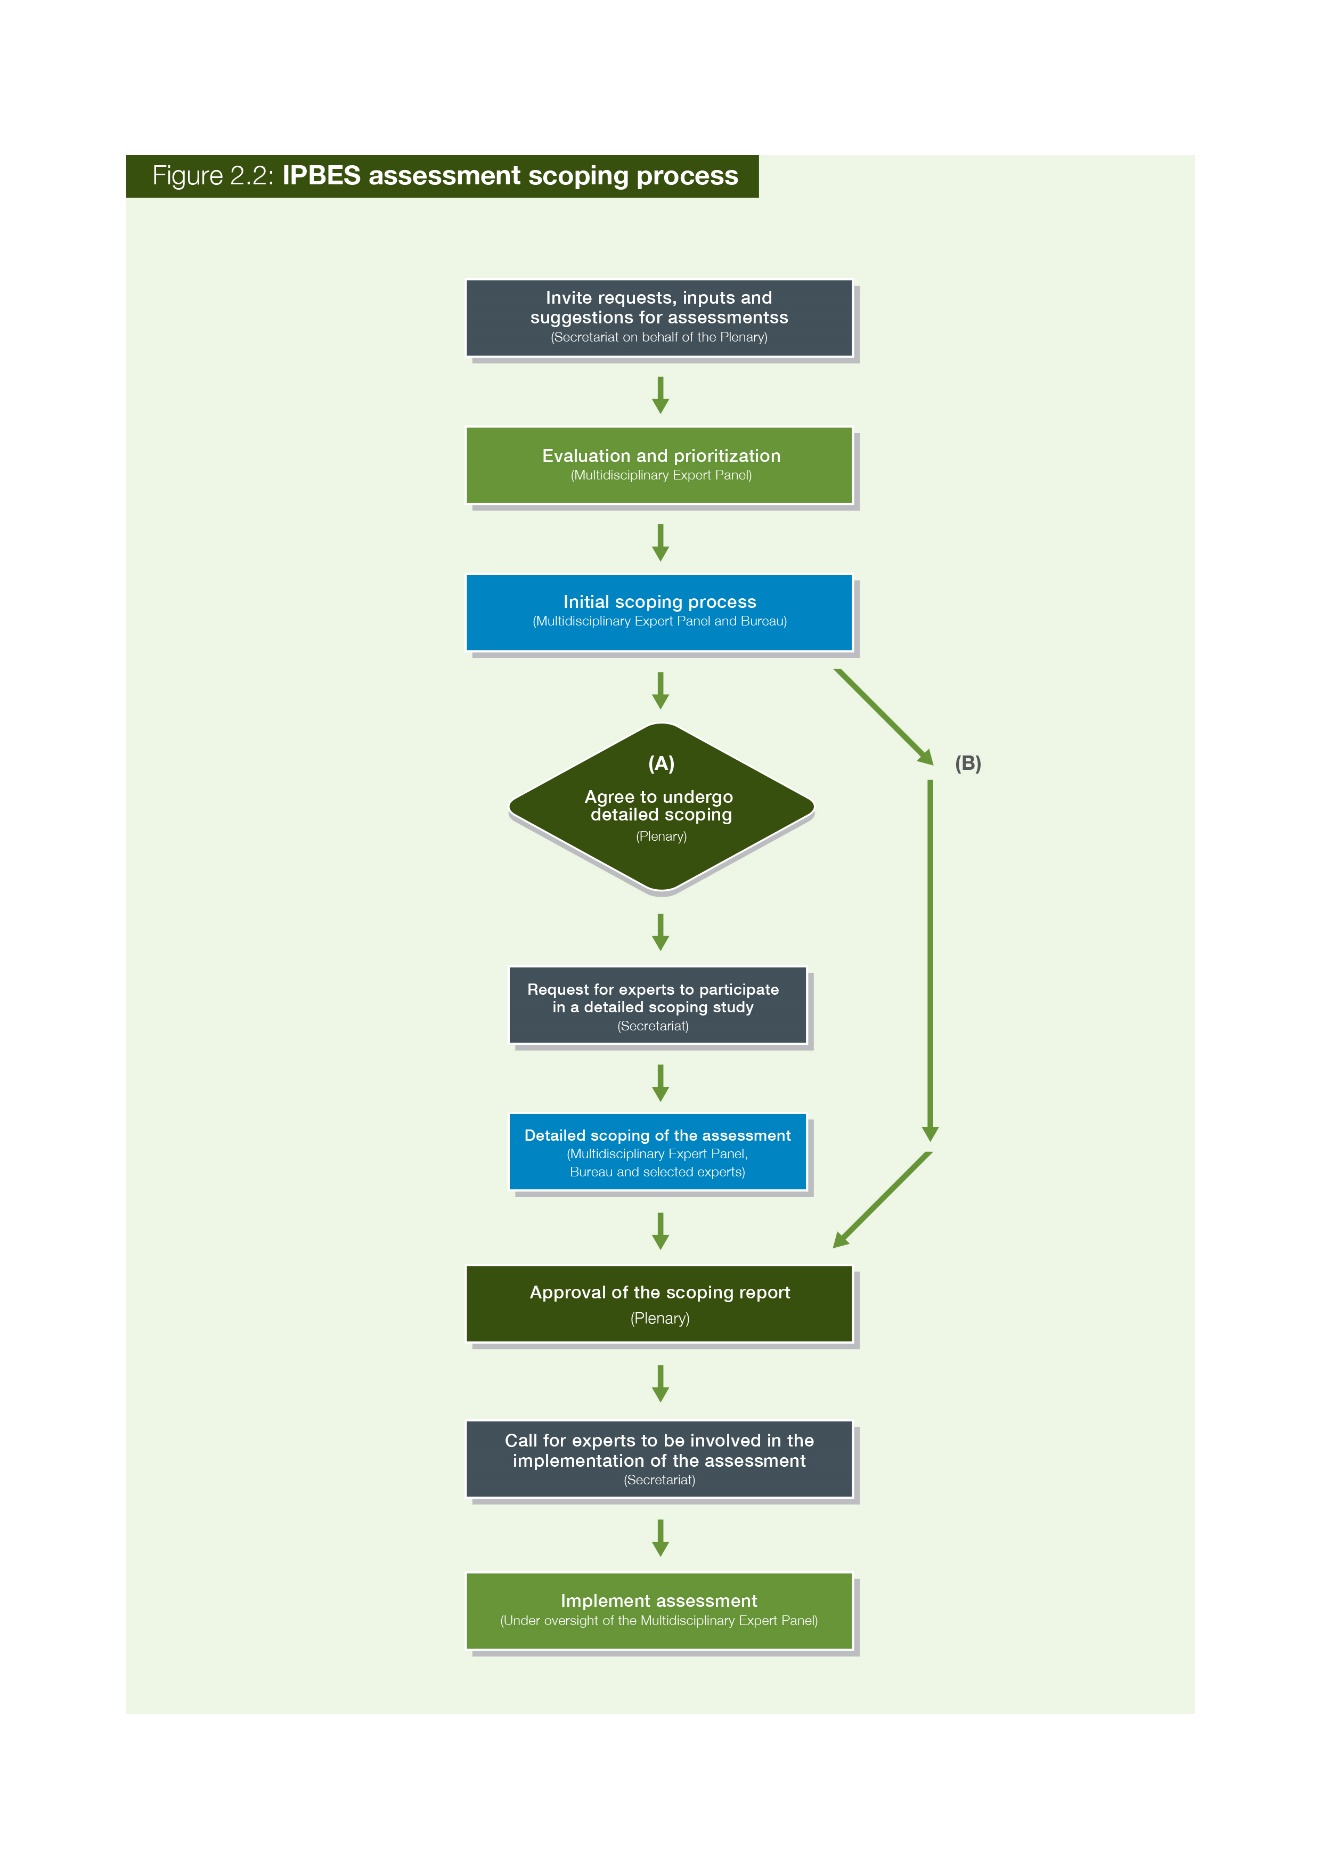 Figure 2.2: IPBES assessment scoping process
Invite requests, inputs and
suggestions for assessmentss
(Secretariat on behalf of the Plenary)
Evaluation and prioritization
(Multidisciplinary Expert Panel)
Initial scoping process
(Multidisciplinary Expert Panel and Bureau)
(A)
(B)
Agree to undergo
detailed scoping
(Plenary)
Request for experts to participate
in a detailed scoping study
(Secretariat)
Detailed scoping of the assessment
(Multidisciplinary Expert Panel,
Bureau and selected experts)
Approval of the scoping report
(Plenary)
Call for experts to be involved in the
implementation of the assessment
(Secretariat)
Implement assessment
(Under oversight of the Multidisciplinary Expert Panel)